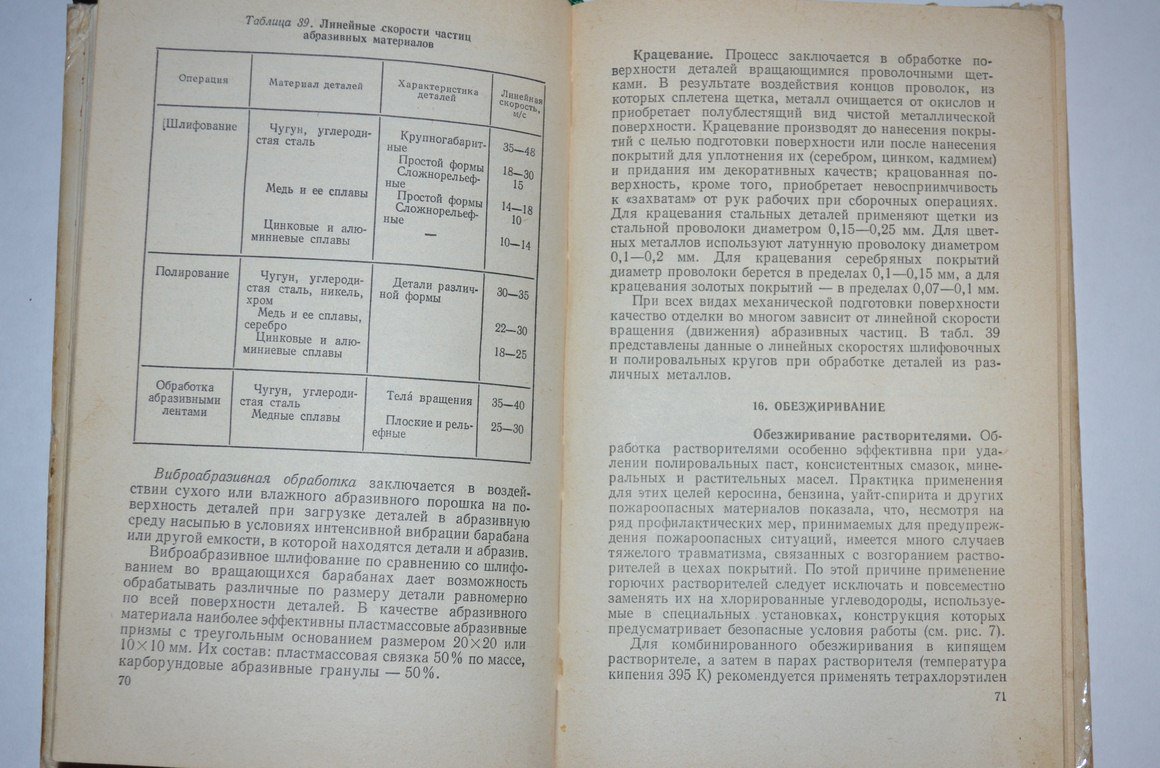 Таблица 39. Линейные скорости частиц
абразивных материалов
Операция Материал деталей Характеристика деталей Линейная скорость, м/с
Шлифование Чугун, углероди- Крупногабарит- 35—48
стая сталь ные
Простой формы 18—30
Сложнорельеф- 15
ные
Медь и ее сплавы Простой формы 14—18
Сложнорельеф- 10
ные
Цинковые и алю- — 10—14
миниевые сплавы
Полирование Чугун, углероди- Детали различ- 30—35
стая сталь, никель, ной формы
хром
Медь и ее сплавы, 22—30
серебро
Цинковые и алю- 18—25
миниевые сплавы
Обработка Чугун, углероди- Тела́ вращения 35—40
абразивными стая сталь
лентами Медные сплавы Плоские и рель- 25—30
ефные
Виброабразивная обработка заключается в воздей-
ствии сухого или влажного абразивного порошка на по-
верхность деталей при загрузке деталей в абразивную
среду насыпью в условиях интенсивной вибрации барабана
или другой емкости, в которой находятся детали и абразив.
Виброабразивное шлифование по сравнению со шлифо-
ванием во вращающихся барабанах дает возможность
обрабатывать различные по размеру детали равномерно
по всей поверхности деталей. В качестве абразивного
материала наиболее эффективны пластмассовые абразивные
призмы с треугольным основанием размером 20×20 или
10×10 мм. Их состав: пластмассовая связка 50% по массе,
карборундовые абразивные гранулы — 50%.
70
Крацевание. Процесс заключается в обработке по-
верхности деталей вращающимися проволочными щет-
ками. В результате воздействия концов проволок, из
которых сплетена щетка, металл очищается от окислов и
приобретает полублестящий вид чистой металлической
поверхности. Крацевание производят до нанесения покры-
тий с целью подготовки поверхности или после нанесения
покрытий для уплотнения их (серебром, цинком, кадмием)
и придания им декоративных качеств; крацованная по-
верхность, кроме того, приобретает невосприимчивость
к «захватам» от рук рабочих при сборочных операциях.
Для крацевания стальных деталей применяют щетки из
стальной проволоки диаметром 0,15—0,25 мм. Для цвет-
ных металлов используют латунную проволоку диаметром
0,1—0,2 мм. Для крацевания серебряных покрытий
диаметр проволоки берется в пределах 0,1—0,15 мм, а для
крацевания золотых покрытий — в пределах 0,07—0,1 мм.
При всех видах механической подготовки поверхности
качество отделки во многом зависит от линейной скорости
вращения (движения) абразивных частиц. В табл. 39
представлены данные о линейных скоростях шлифовочных
и полировальных кругов при обработке деталей из раз-
личных металлов.
16. ОБЕЗЖИРИВАНИЕ
Обезжиривание растворителями. Об-
работка растворителями особенно эффективна при уда-
лении полировальных паст, консистентных смазок, мине-
ральных и растительных масел. Практика применения
для этих целей керосина, бензина, уайт-спирита и других
пожароопасных материалов показала, что, несмотря на
ряд профилактических мер, принимаемых для предупреж-
дения пожароопасных ситуаций, имеется много случаев
тяжелого травматизма, связанных с возгоранием раство-
рителей в цехах покрытий. По этой причине применение
горючих растворителей следует исключать и повсеместно
заменять их на хлорированные углеводороды, используе-
мые в специальных установках, конструкция которых
предусматривает безопасные условия работы (см. рис. 7).
Для комбинированного обезжиривания в кипящем
растворителе, а затем в парах растворителя (температура
кипения 395 К) рекомендуется применять тетрахлорэтилен
71